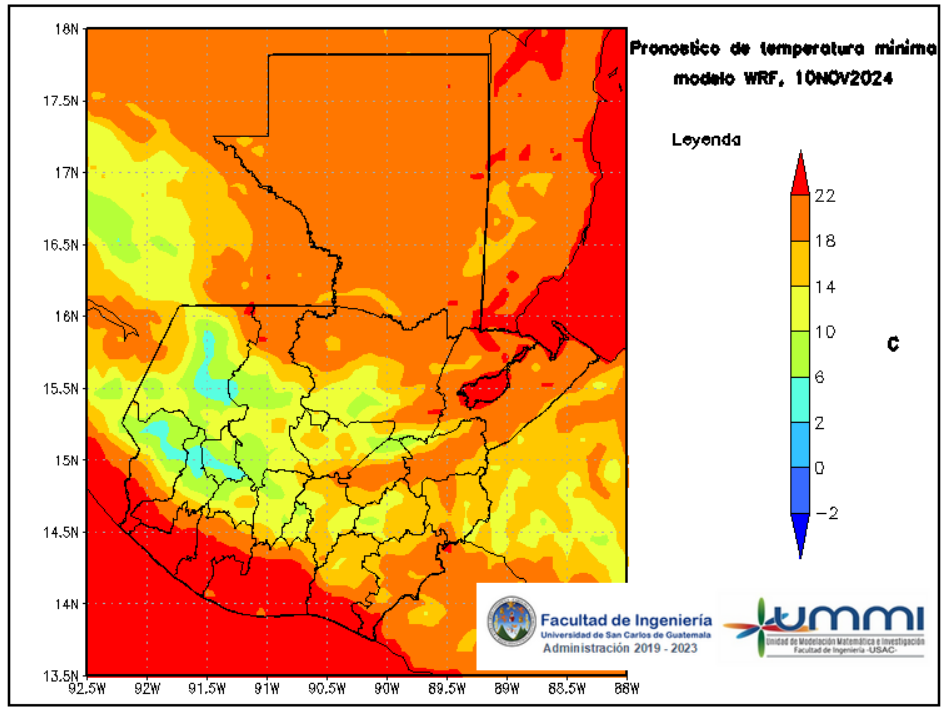 Pronostico de temperatura minima
modelo WRF, 10NOV2024
Leyenda
22
18
14
10
6
2
0
-2
C
18N
17.5N
17N
16.5N
16N
15.5N
15N
14.5N
14N
13.5N
92.5W 92W 91.5W 91W 90.5W 90W 89.5W 89W 88.5W 88W
Facultad de Ingeniería
Universidad de San Carlos de Guatemala
Administración 2019 - 2023
UMMI
Unidad de Modelación Matemática e Investigación
Facultad de Ingeniería -USAC-